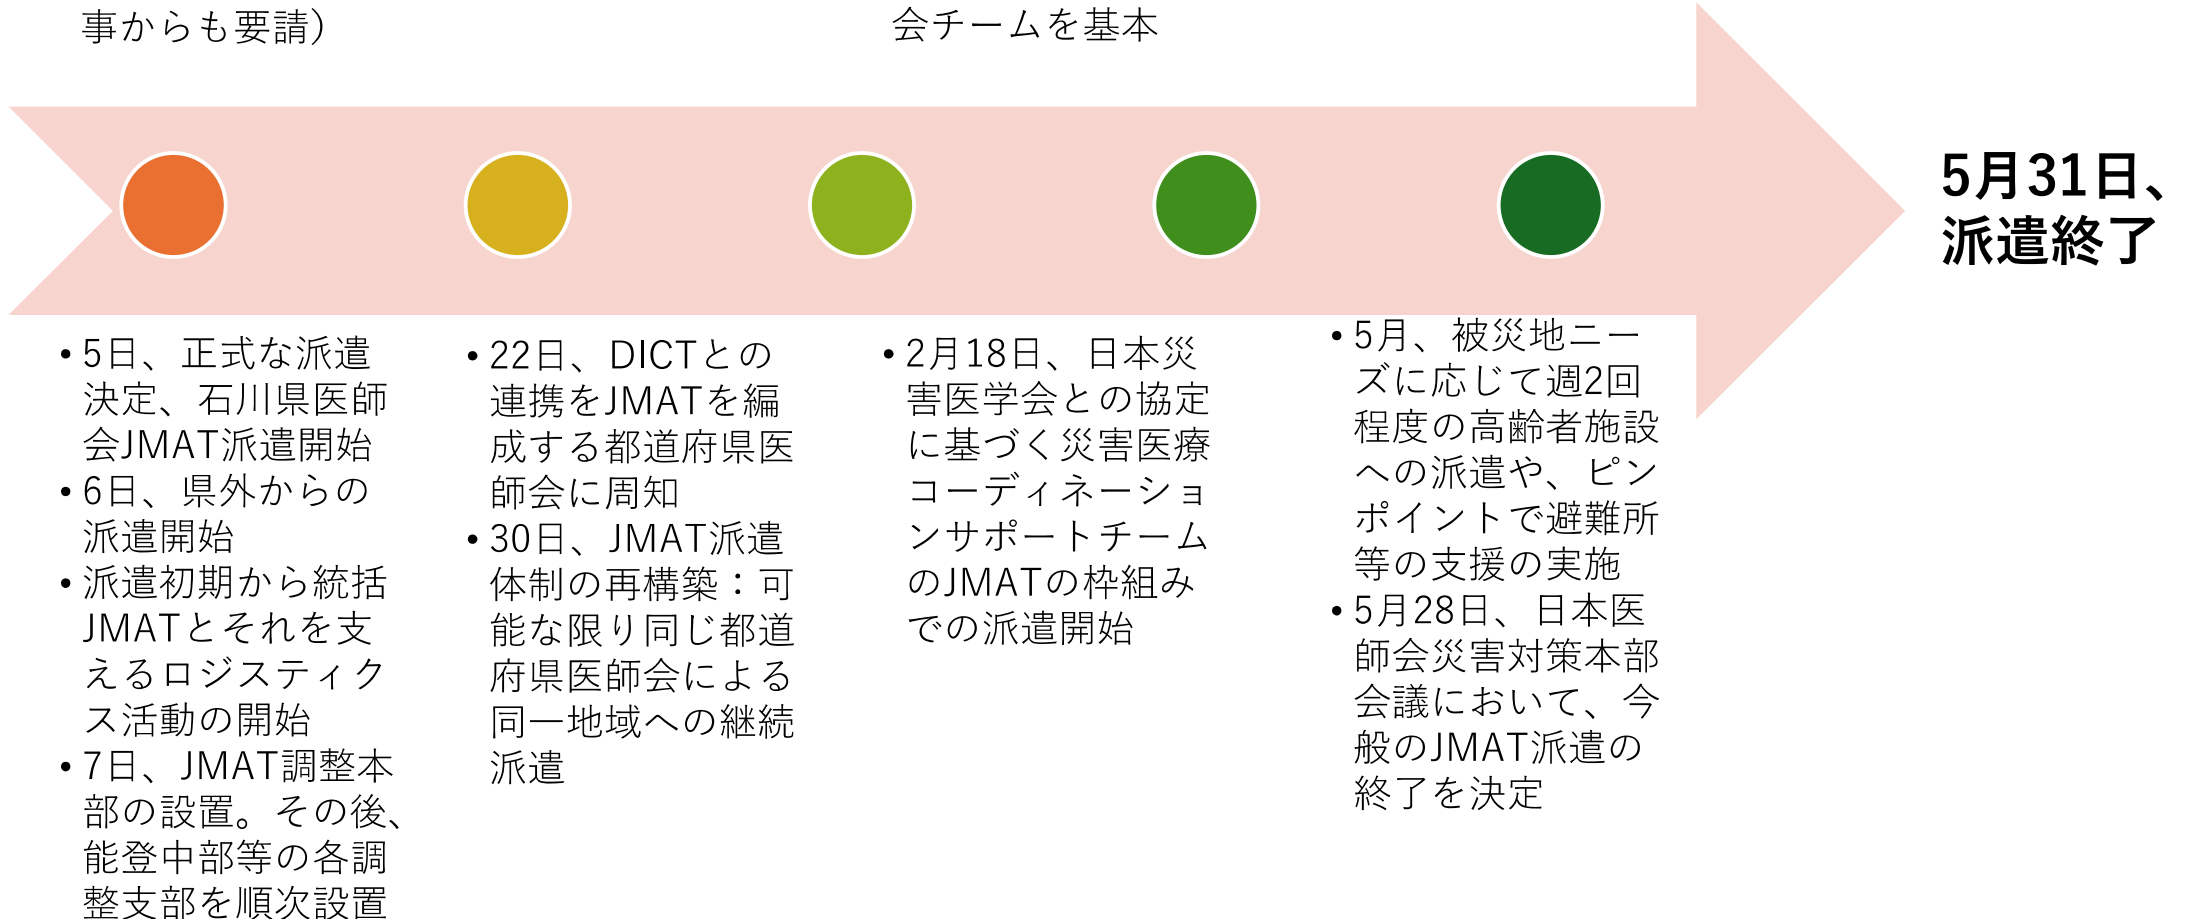 事からも要請）
会チームを基本
5月31日、
派遣終了
• 5日、正式な派遣
決定、石川県医師
会JMAT派遣開始
• 6日、県外からの
派遣開始
• 派遣初期から統括
JMATとそれを支
えるロジスティク
ス活動の開始
• 7日、JMAT調整本
部の設置。その後、
能登中部等の各調
整支部を順次設置
• 22日、DICTとの
連携をJMATを編
成する都道府県医
師会に周知
• 30日、JMAT派遣
体制の再構築：可
能な限り同じ都道
府県医師会による
同一地域への継続
派遣
• 2月18日、日本災
害医学会との協定
に基づく災害医療
コーディネーショ
ンサポートチーム
のJMATの枠組み
での派遣開始
• 5月、被災地ニー
ズに応じて週2回
程度の高齢者施設
への派遣や、ピン
ポイントで避難所
等の支援の実施
• 5月28日、日本医
師会災害対策本部
会議において、今
般のJMAT派遣の
終了を決定